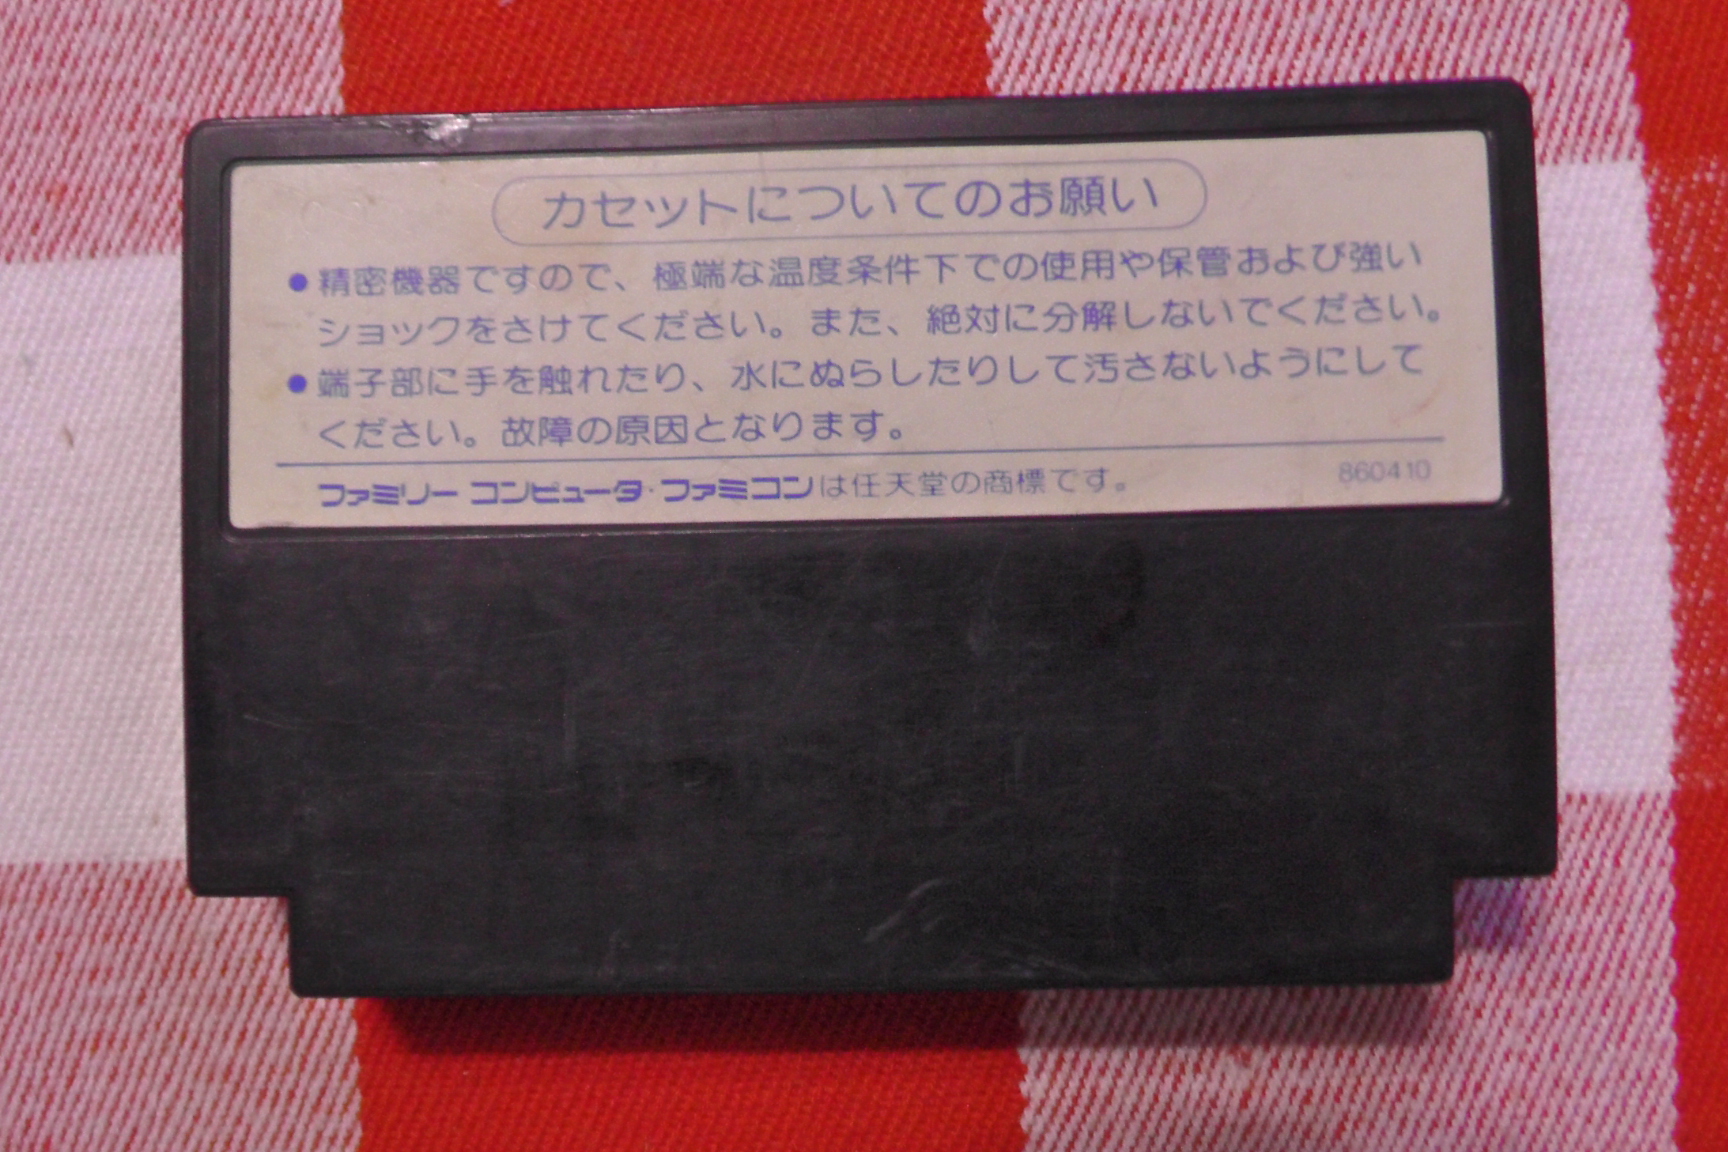 カセットについてのお願い
●精密機器ですので、極端な温度条件下での使用や保管および強い
ショックをさけてください。また、絶対に分解しないでください。
●端子部に手を触れたり、水にぬらしたりして汚さないようにして
ください。故障の原因となります。
ファミリーコンピュータ・ファミコンは任天堂の商標です。 860410